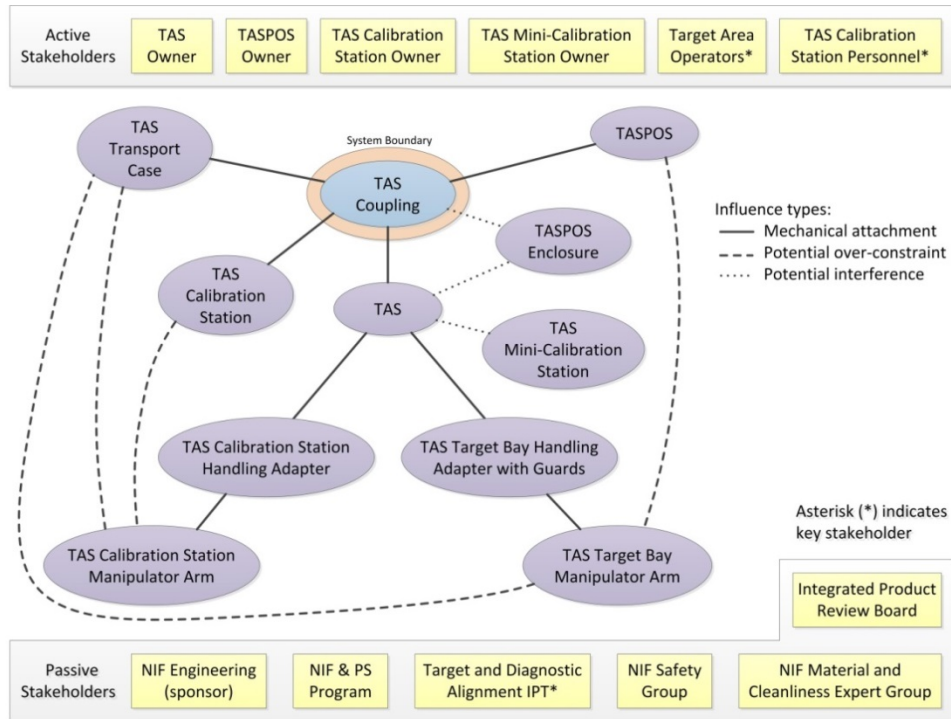 Active
Stakeholders
TAS
Owner
TASPOS
Owner
TAS Calibration
Station Owner
TAS Mini-Calibration
Station Owner
Target Area
Operators*
TAS Calibration
Station Personnel*
System Boundary
TAS
Transport
Case
TAS
Coupling
TASPOS
TASPOS
Enclosure
Influence types:
Mechanical attachment
Potential over-constraint
Potential interference
TAS
Calibration
Station
TAS
TAS
Mini-Calibration
Station
TAS Calibration Station
Handling Adapter
TAS Target Bay Handling
Adapter with Guards
Asterisk (*) indicates
key stakeholder
TAS Calibration Station
Manipulator Arm
TAS Target Bay
Manipulator Arm
Integrated Product
Review Board
Passive
Stakeholders
NIF Engineering
(sponsor)
NIF & PS
Program
Target and Diagnostic
Alignment IPT*
NIF Safety
Group
NIF Material and
Cleanliness Expert Group